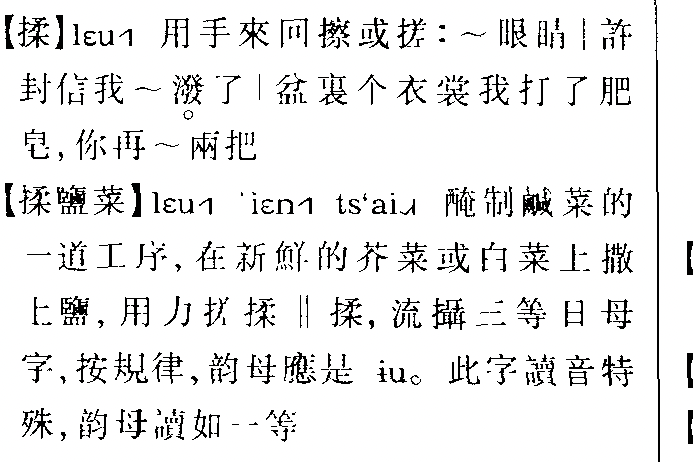 【揉】lɛu˧ 用手來回擦或搓：～眼睛｜許
封信我～潑了｜盆裏个衣裳我打了肥
皂,你再～兩把
【揉鹽菜】lɛu˧ iɛn˧ tsʻai˩ 醃制鹹菜的
一道工序,在新鮮的芥菜或白菜上撒
上鹽,用力搓揉‖揉,流攝三等日母
字,按規律,韵母應是 iu。此字讀音特
殊,韵母讀如一等